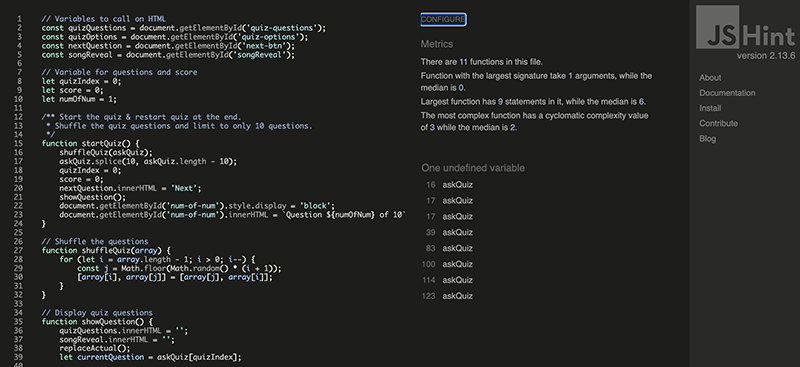 1 // Variables to call on HTML
2 const quizQuestions = document.getElementById('quiz-questions');
3 const quizOptions = document.getElementById('quiz-options');
4 const nextQuestion = document.getElementById('next-btn');
5 const songReveal = document.getElementById('songReveal');
6
7 // Variable for questions and score
8 let quizIndex = 0;
9 let score = 0;
10 let numOfNum = 1;
11
12 /** Start the quiz & restart quiz at the end.
13 * Shuffle the quiz questions and limit to only 10 questions.
14 */
15 function startQuiz() {
16 shuffleQuiz(askQuiz);
17 askQuiz.splice(10, askQuiz.length - 10);
18 quizIndex = 0;
19 score = 0;
20 nextQuestion.innerHTML = 'Next';
21 showQuestion();
22 document.getElementById('num-of-num').style.display = 'block';
23 document.getElementById('num-of-num').innerHTML = `Question ${numOfNum} of 10`
24 }
25
26 // Shuffle the questions
27 function shuffleQuiz(array) {
28 for (let i = array.length - 1; i > 0; i--) {
29 const j = Math.floor(Math.random() * (i + 1));
30 [array[i], array[j]] = [array[j], array[i]];
31 }
32 }
33
34 // Display quiz questions
35 function showQuestion() {
36 quizQuestions.innerHTML = '';
37 songReveal.innerHTML = '';
38 replaceActual();
39 let currentQuestion = askQuiz[quizIndex];
CONFIGURE
Metrics
There are 11 functions in this file.
Function with the largest signature take 1 arguments, while the
median is 0.
Largest function has 9 statements in it, while the median is 6.
The most complex function has a cyclomatic complexity value
of 3 while the median is 2.
One undefined variable
16 askQuiz
17 askQuiz
17 askQuiz
39 askQuiz
83 askQuiz
100 askQuiz
114 askQuiz
123 askQuiz
JSHint
version 2.13.6
About
Documentation
Install
Contribute
Blog